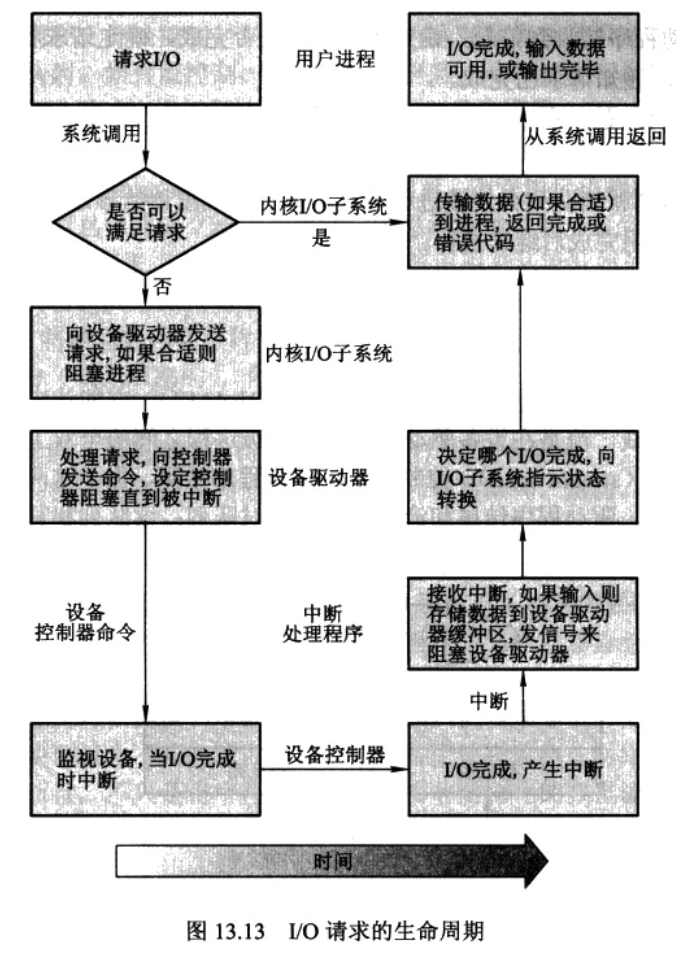 请求I/O
用户进程
I/O完成, 输入数据
可用, 或输出完毕
系统调用
从系统调用返回
是否可以
满足请求
内核I/O子系统
是
传输数据(如果合适)
到进程, 返回完成或
错误代码
否
向设备驱动器发送
请求, 如果合适则
阻塞进程
内核I/O子系统
处理请求, 向控制器
发送命令, 设定控制
器阻塞直到被中断
设备驱动器
决定哪个I/O完成, 向
I/O子系统指示状态
转换
设备
控制器命令
中断
处理程序
接收中断, 如果输入则
存储数据到设备驱动
器缓冲区, 发信号来
阻塞设备驱动器
中断
监视设备, 当I/O完成
时中断
设备控制器
I/O完成, 产生中断
时间
图 13.13 I/O 请求的生命周期